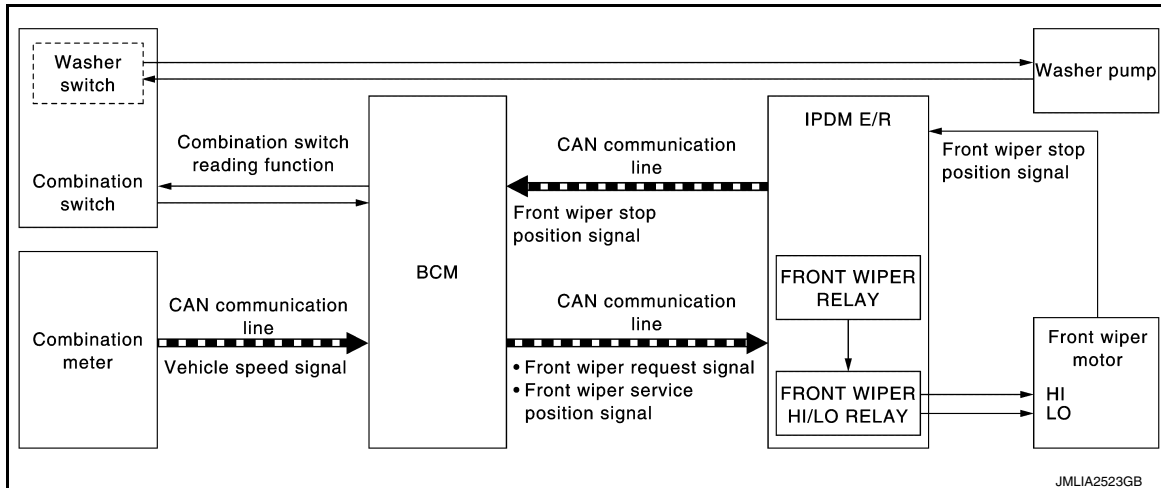 Washer
switch
Combination
switch
Combination switch
reading function
Washer pump
IPDM E/R
CAN communication
line
Front wiper stop
position signal
Front wiper stop
position signal
BCM
Combination
meter
CAN communication
line
Vehicle speed signal
CAN communication
line
• Front wiper request signal
• Front wiper service
position signal
FRONT WIPER
RELAY
FRONT WIPER
HI/LO RELAY
Front wiper
motor
HI
LO
JMLIA2523GB